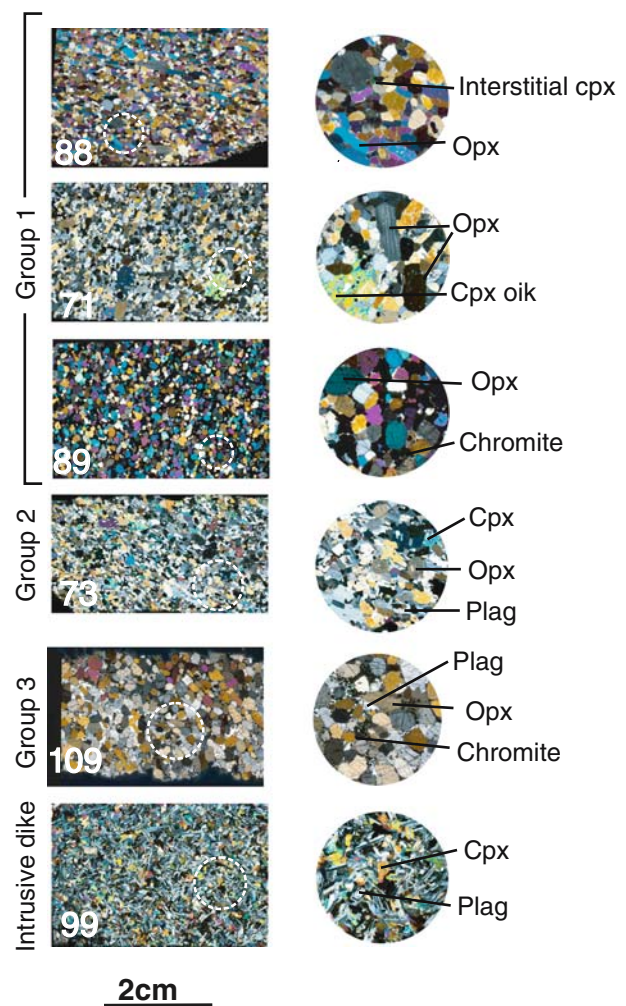 Group 1
88
Interstitial cpx
Opx
71
Opx
Cpx oik
89
Opx
Chromite
Group 2
73
Cpx
Opx
Plag
Group 3
109
Plag
Opx
Chromite
Intrusive dike
99
Cpx
Plag
2cm